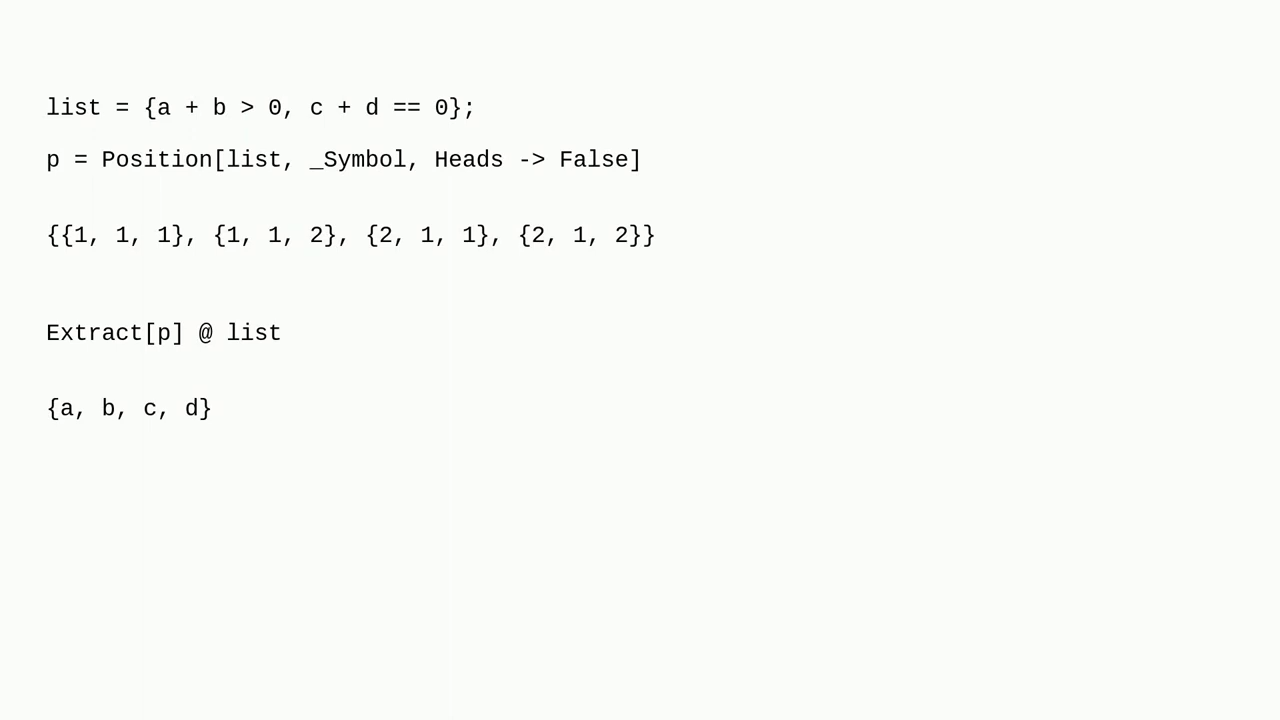 list = {a + b > 0, c + d == 0};
p = Position[list, _Symbol, Heads -> False]
{{1, 1, 1}, {1, 1, 2}, {2, 1, 1}, {2, 1, 2}}
Extract[p] @ list
{a, b, c, d}